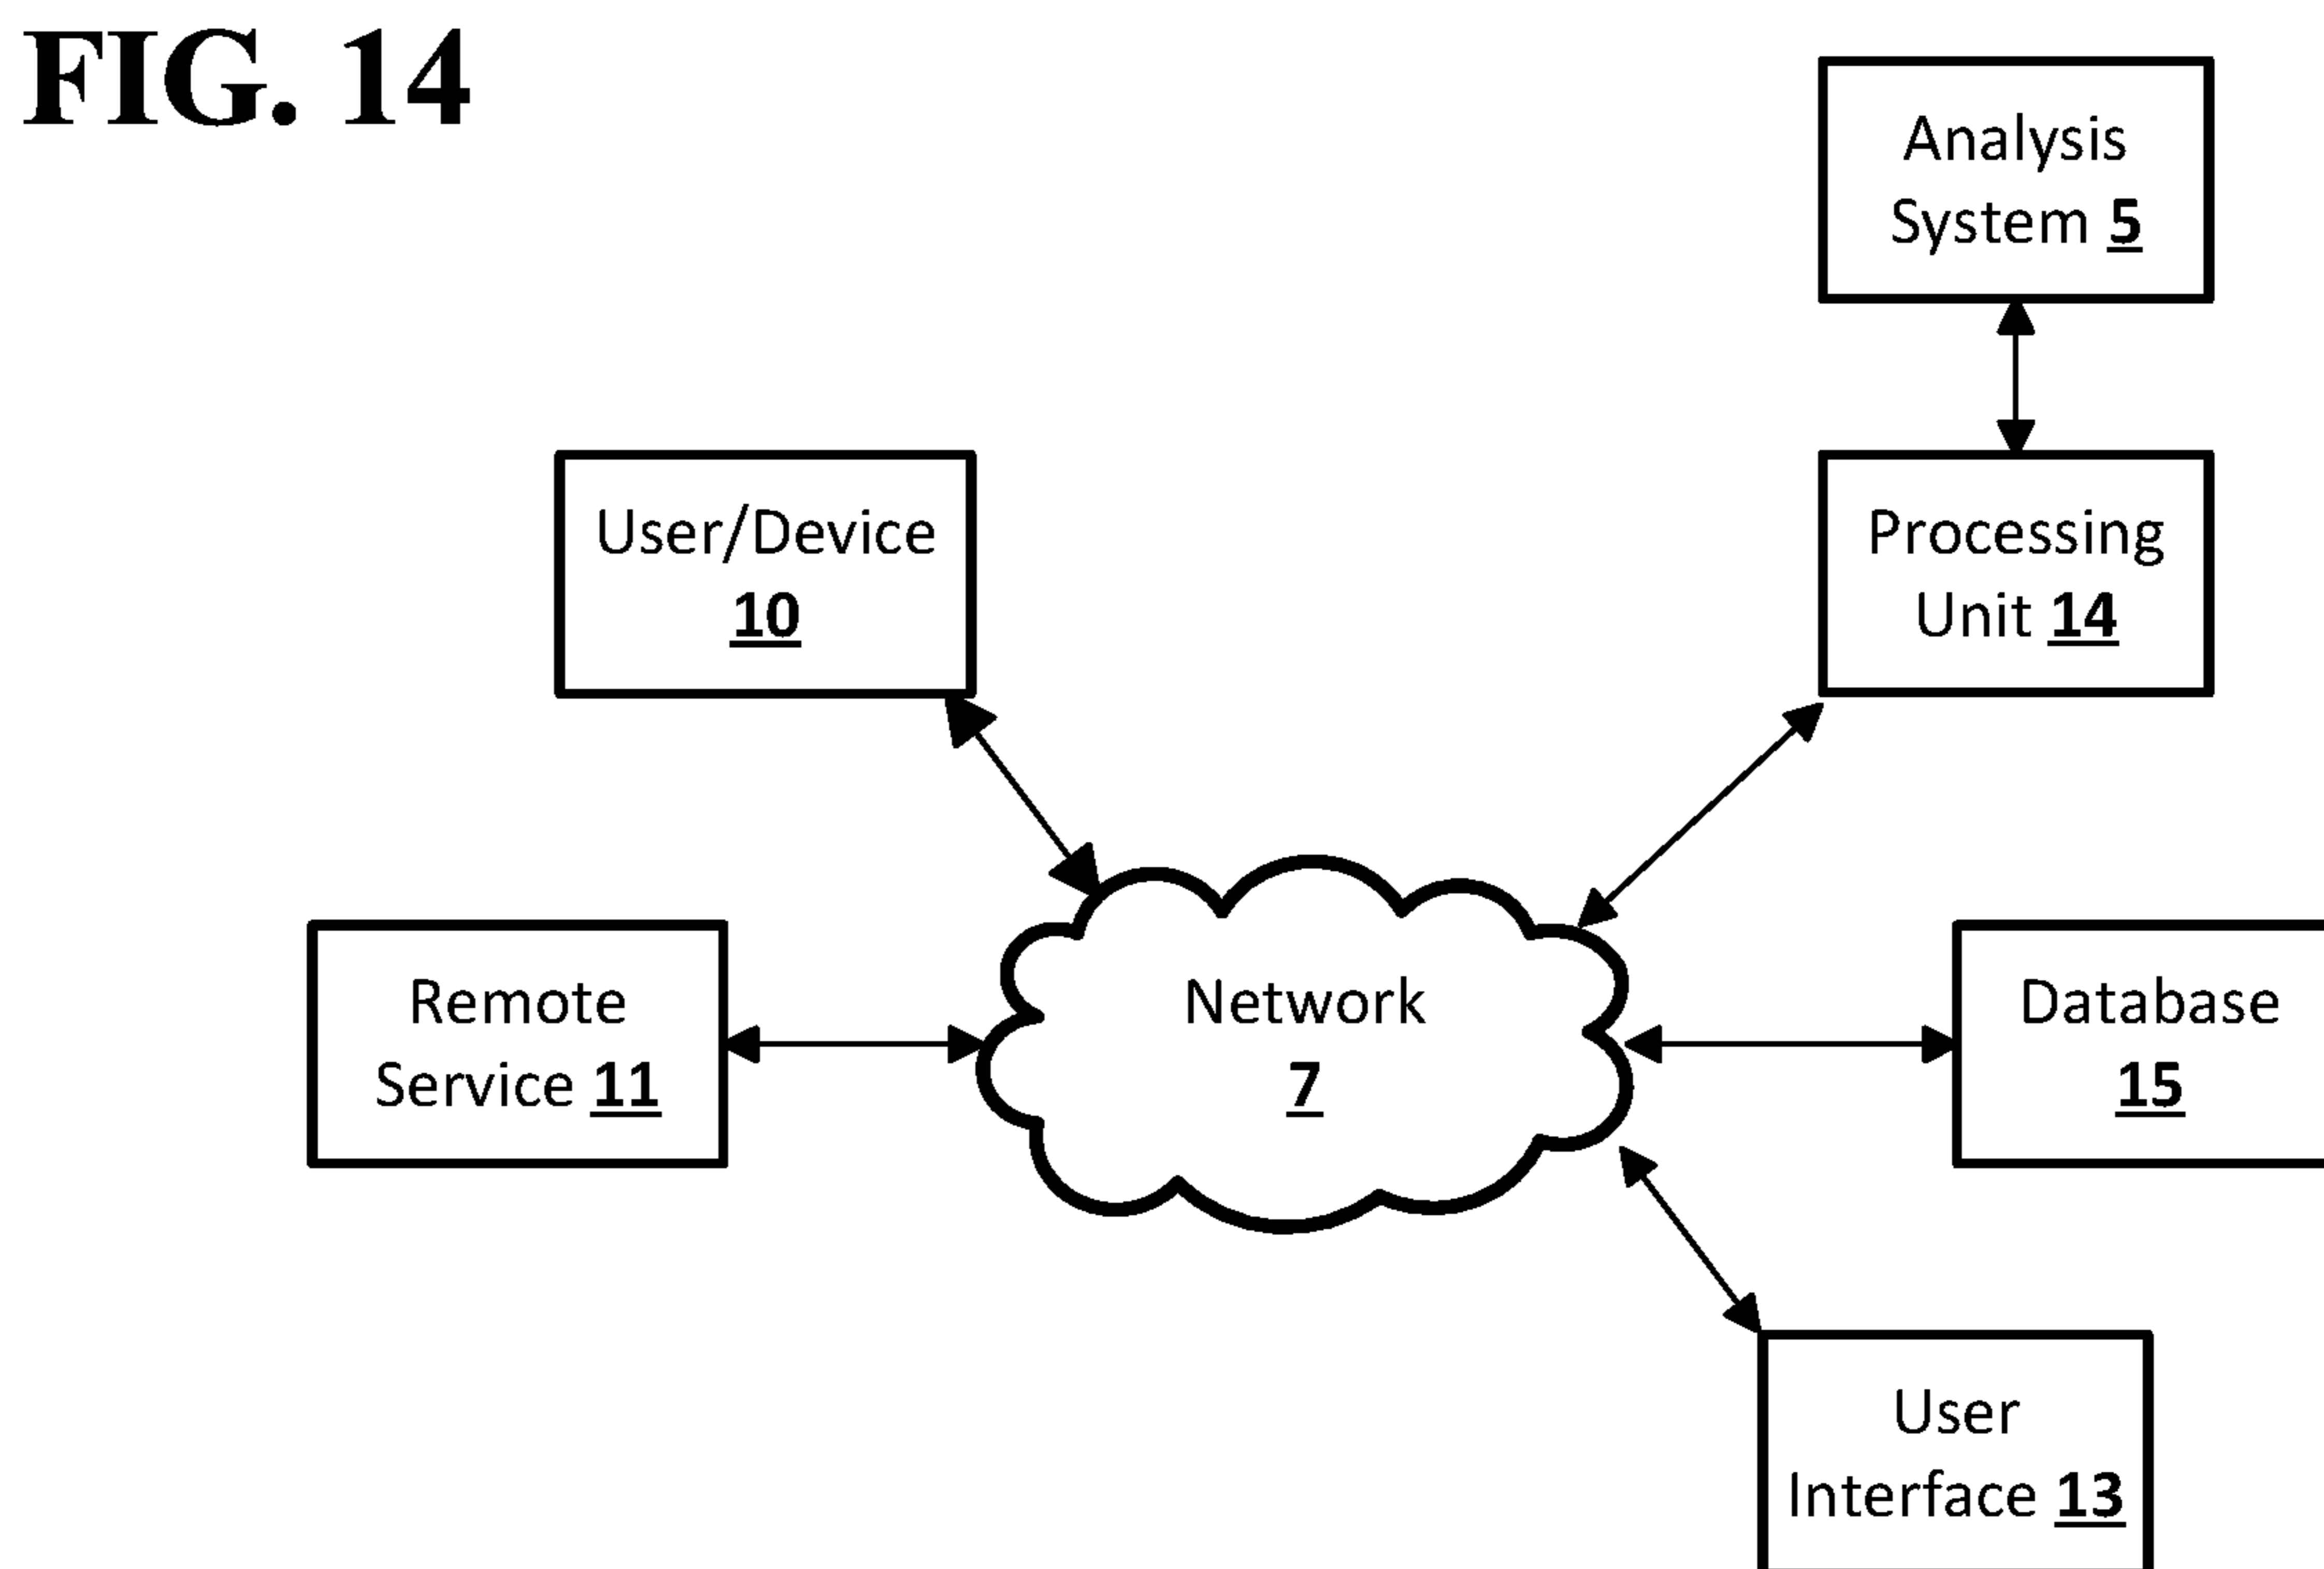 FIG. 14
Analysis
System 5
User/Device
10
Processing
Unit 14
Remote
Service 11
Network
7
Database
15
User
Interface 13